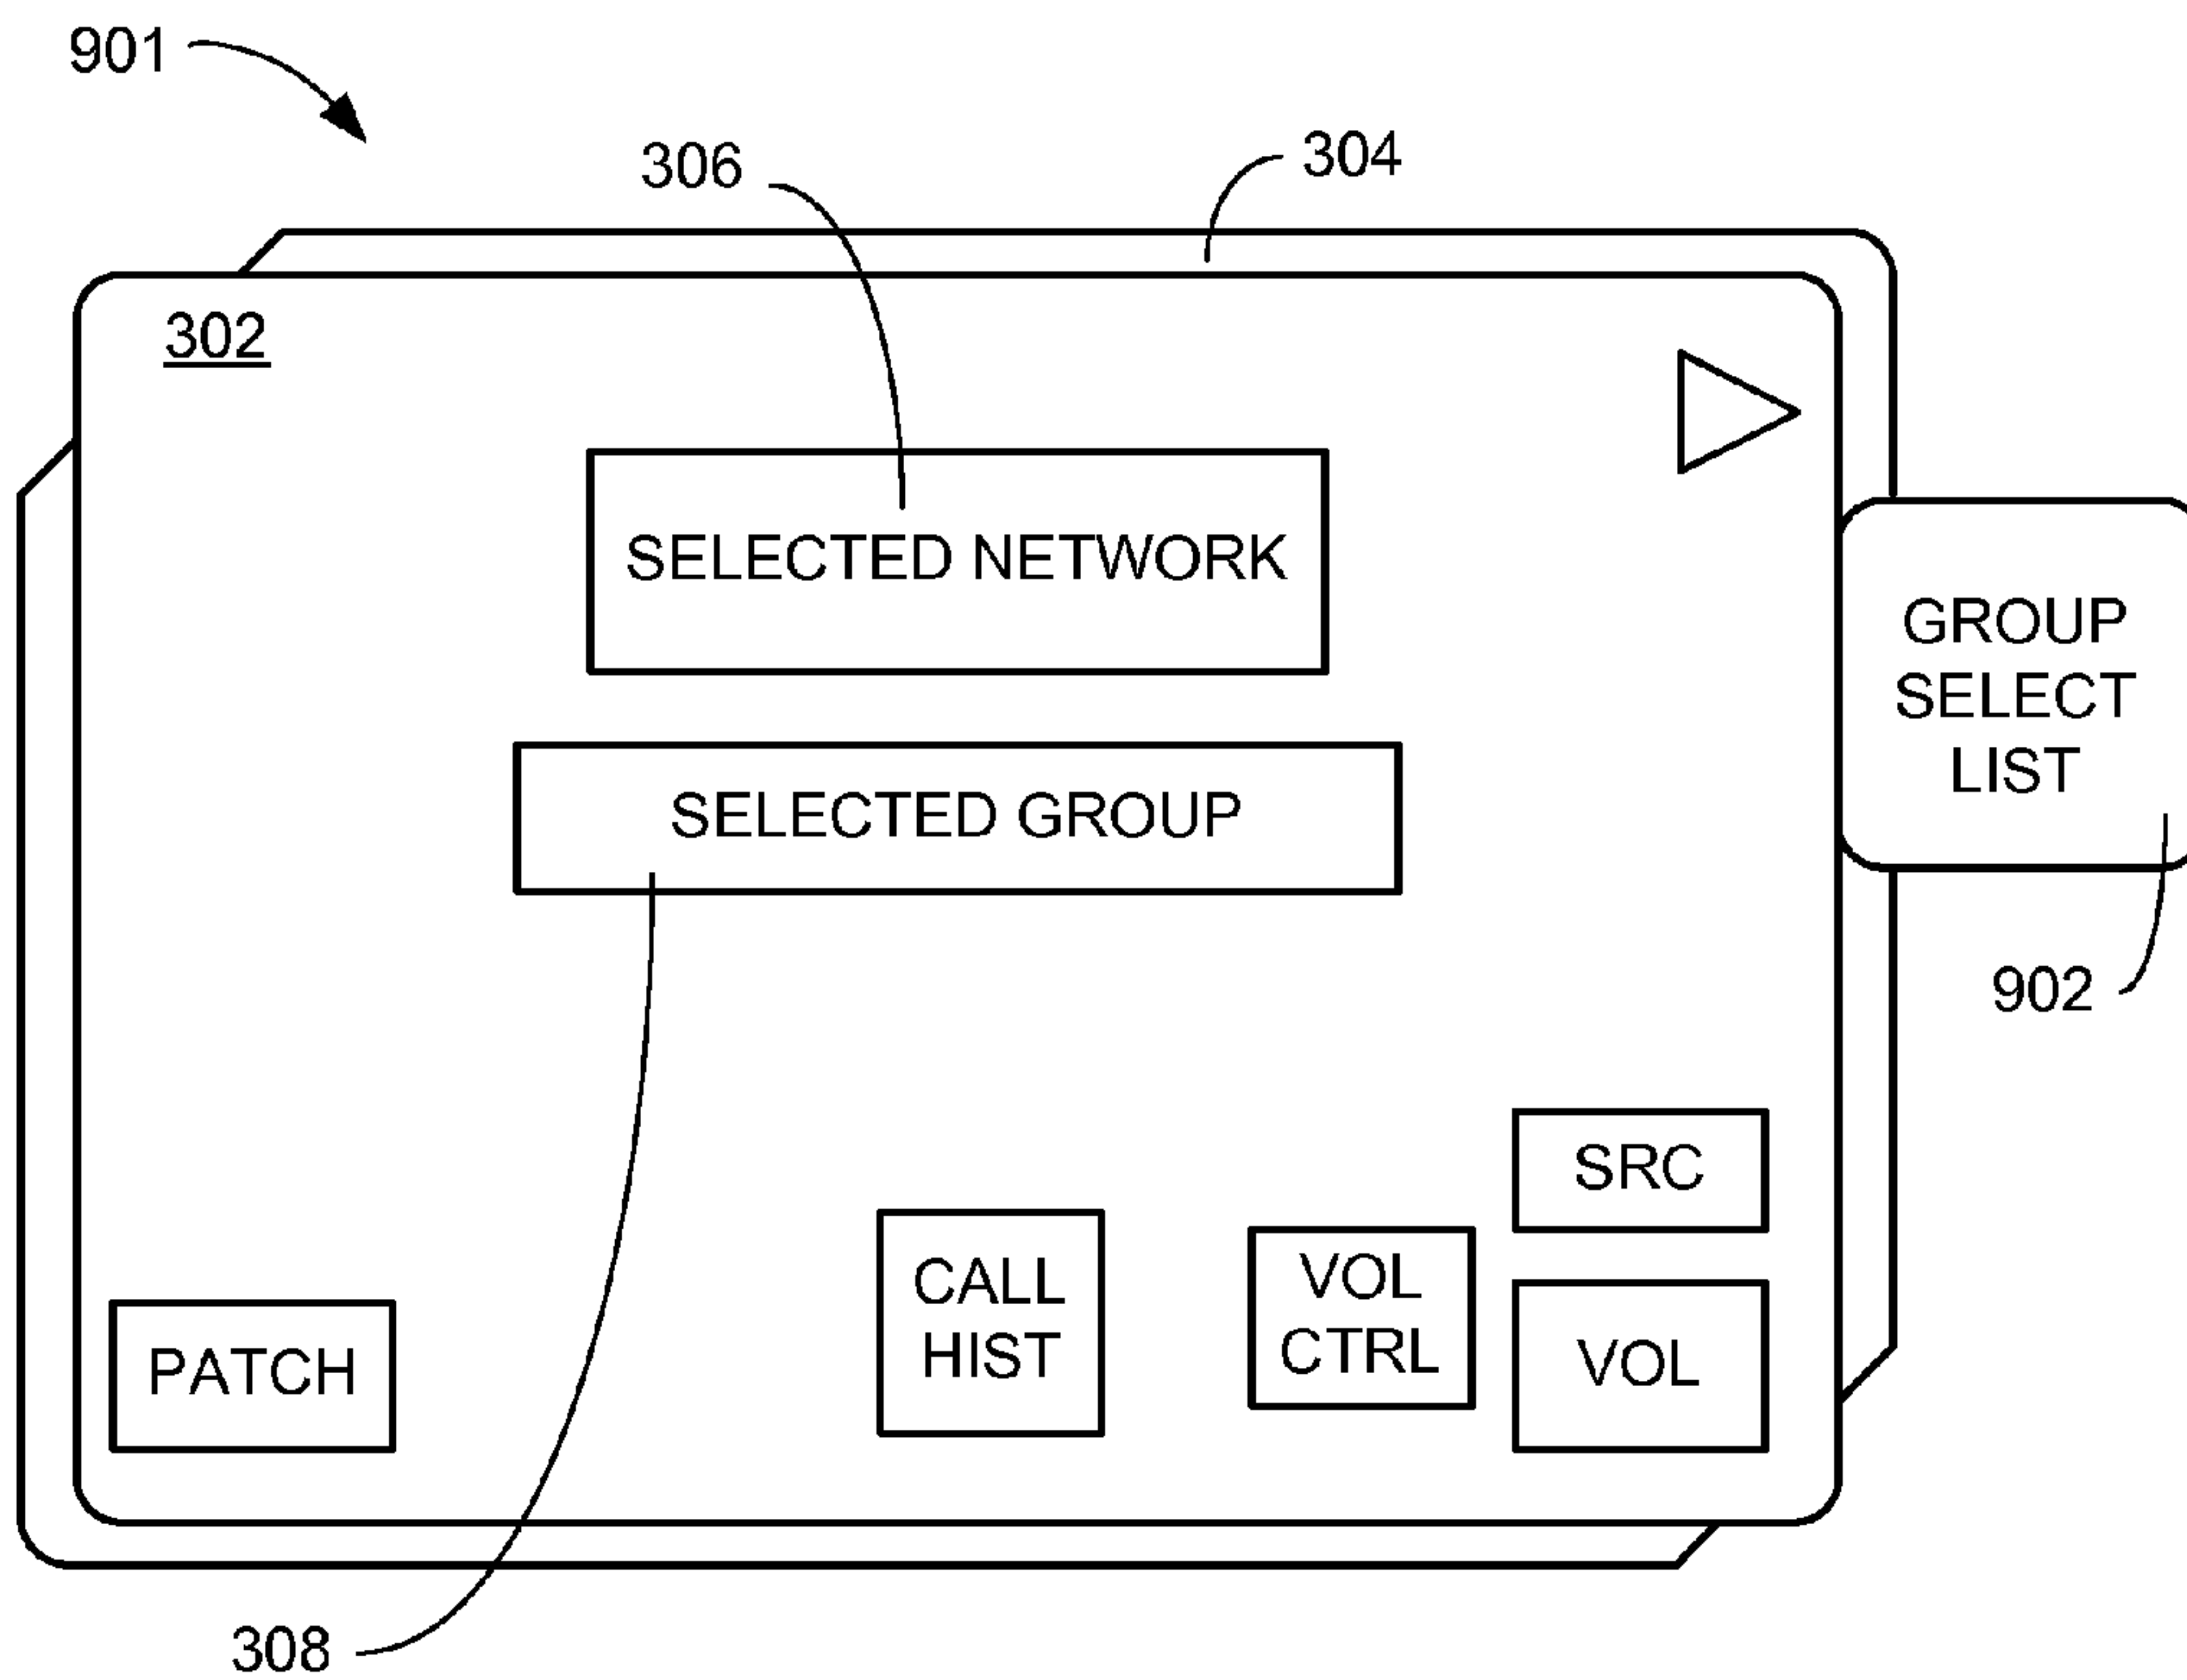 901
306
304
302
SELECTED NETWORK
GROUP
SELECT
LIST
SELECTED GROUP
902
SRC
CALL
HIST
VOL
CTRL
PATCH
VOL
308